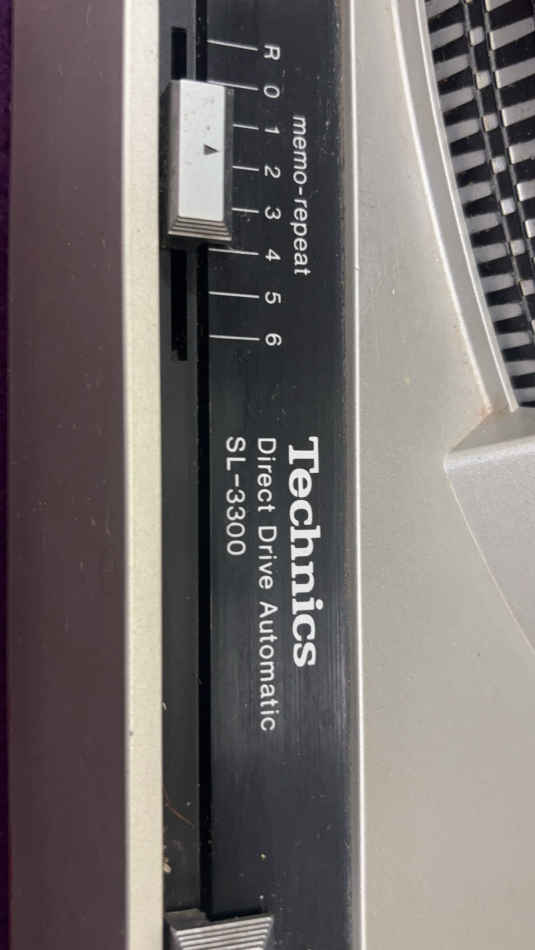 R 0 1 2 3 4 5 6
memo-repeat
Technics
Direct Drive Automatic
SL-3300